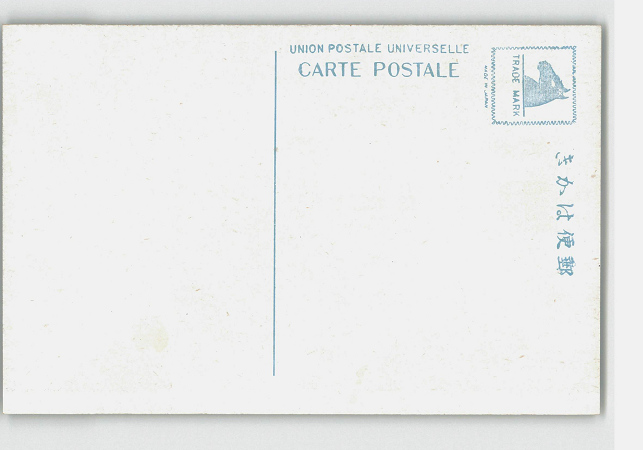 UNION POSTALE UNIVERSELLE
CARTE POSTALE
TRADE MARK
MADE IN JAPAN
きかは便郵